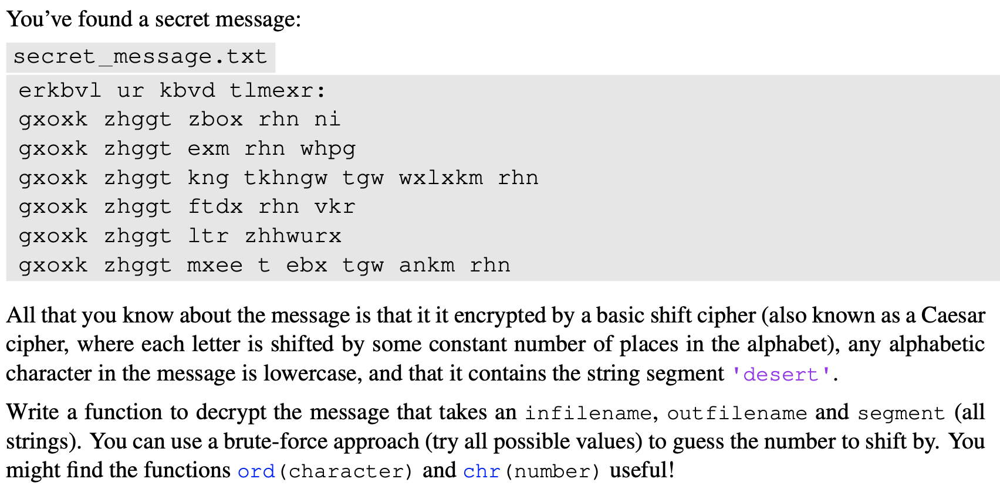 You’ve found a secret message:
secret_message.txt
erkbvl ur kbvd tlmexr:
gxoxk zhggt zbox rhn ni
gxoxk zhggt exm rhn whpg
gxoxk zhggt kng tkhngw tgw wxlxkm rhn
gxoxk zhggt ftdx rhn vkr
gxoxk zhggt ltr zhhwurx
gxoxk zhggt mxee t ebx tgw ankm rhn
All that you know about the message is that it it encrypted by a basic shift cipher (also known as a Caesar
cipher, where each letter is shifted by some constant number of places in the alphabet), any alphabetic
character in the message is lowercase, and that it contains the string segment 'desert'.
Write a function to decrypt the message that takes an infilename, outfilename and segment (all
strings). You can use a brute-force approach (try all possible values) to guess the number to shift by. You
might find the functions ord(character) and chr(number) useful!